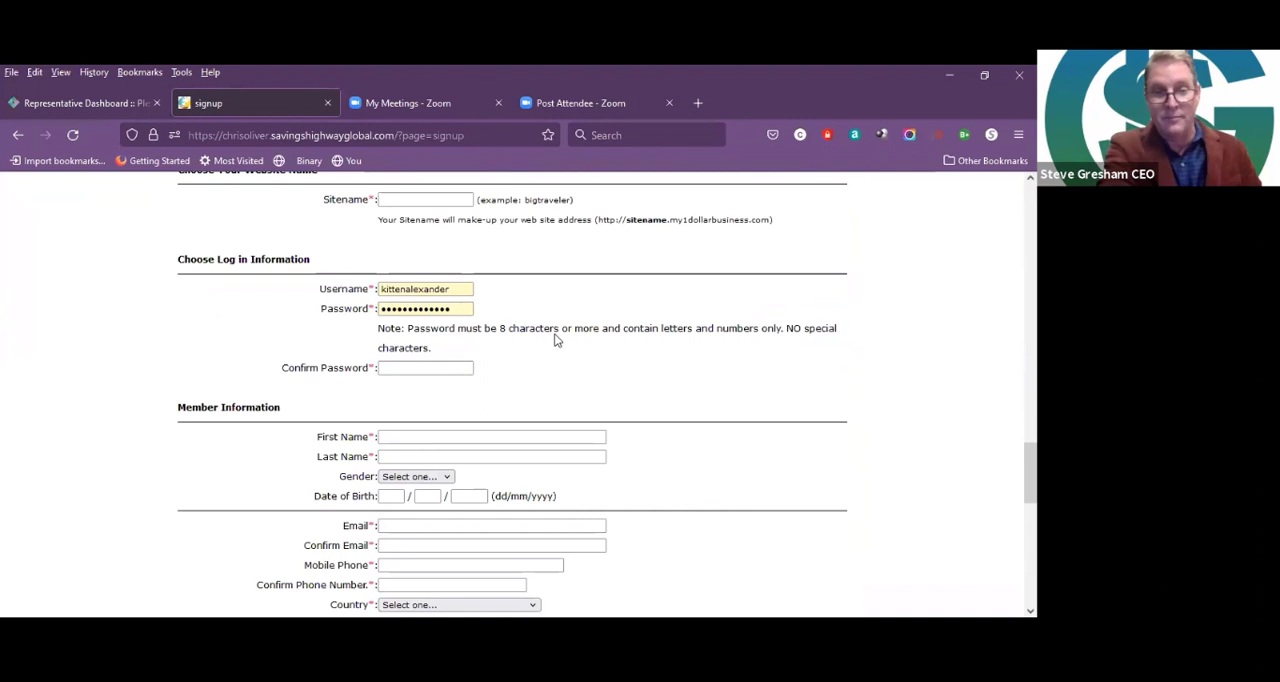 File Edit View History Bookmarks Tools Help
Representative Dashboard :: Ple
signup
My Meetings - Zoom
Post Attendee - Zoom
https://chrisoliver.savingshighwayglobal.com/?page=signup
Search
Import bookmarks...
Getting Started
Most Visited
Binary
You
Other Bookmarks
Steve Gresham CEO
Choose Your Website Name
Sitename*: (example: bigtraveler)
Your Sitename will make-up your web site address (http://sitename.my1dollarbusiness.com)
Choose Log in Information
Username*: kittenalexander
Password*: •••••••••••••
Note: Password must be 8 characters or more and contain letters and numbers only. NO special
characters.
Confirm Password*:
Member Information
First Name*:
Last Name*:
Gender: Select one...
Date of Birth: / / (dd/mm/yyyy)
Email*:
Confirm Email*:
Mobile Phone*:
Confirm Phone Number.*:
Country*: Select one...